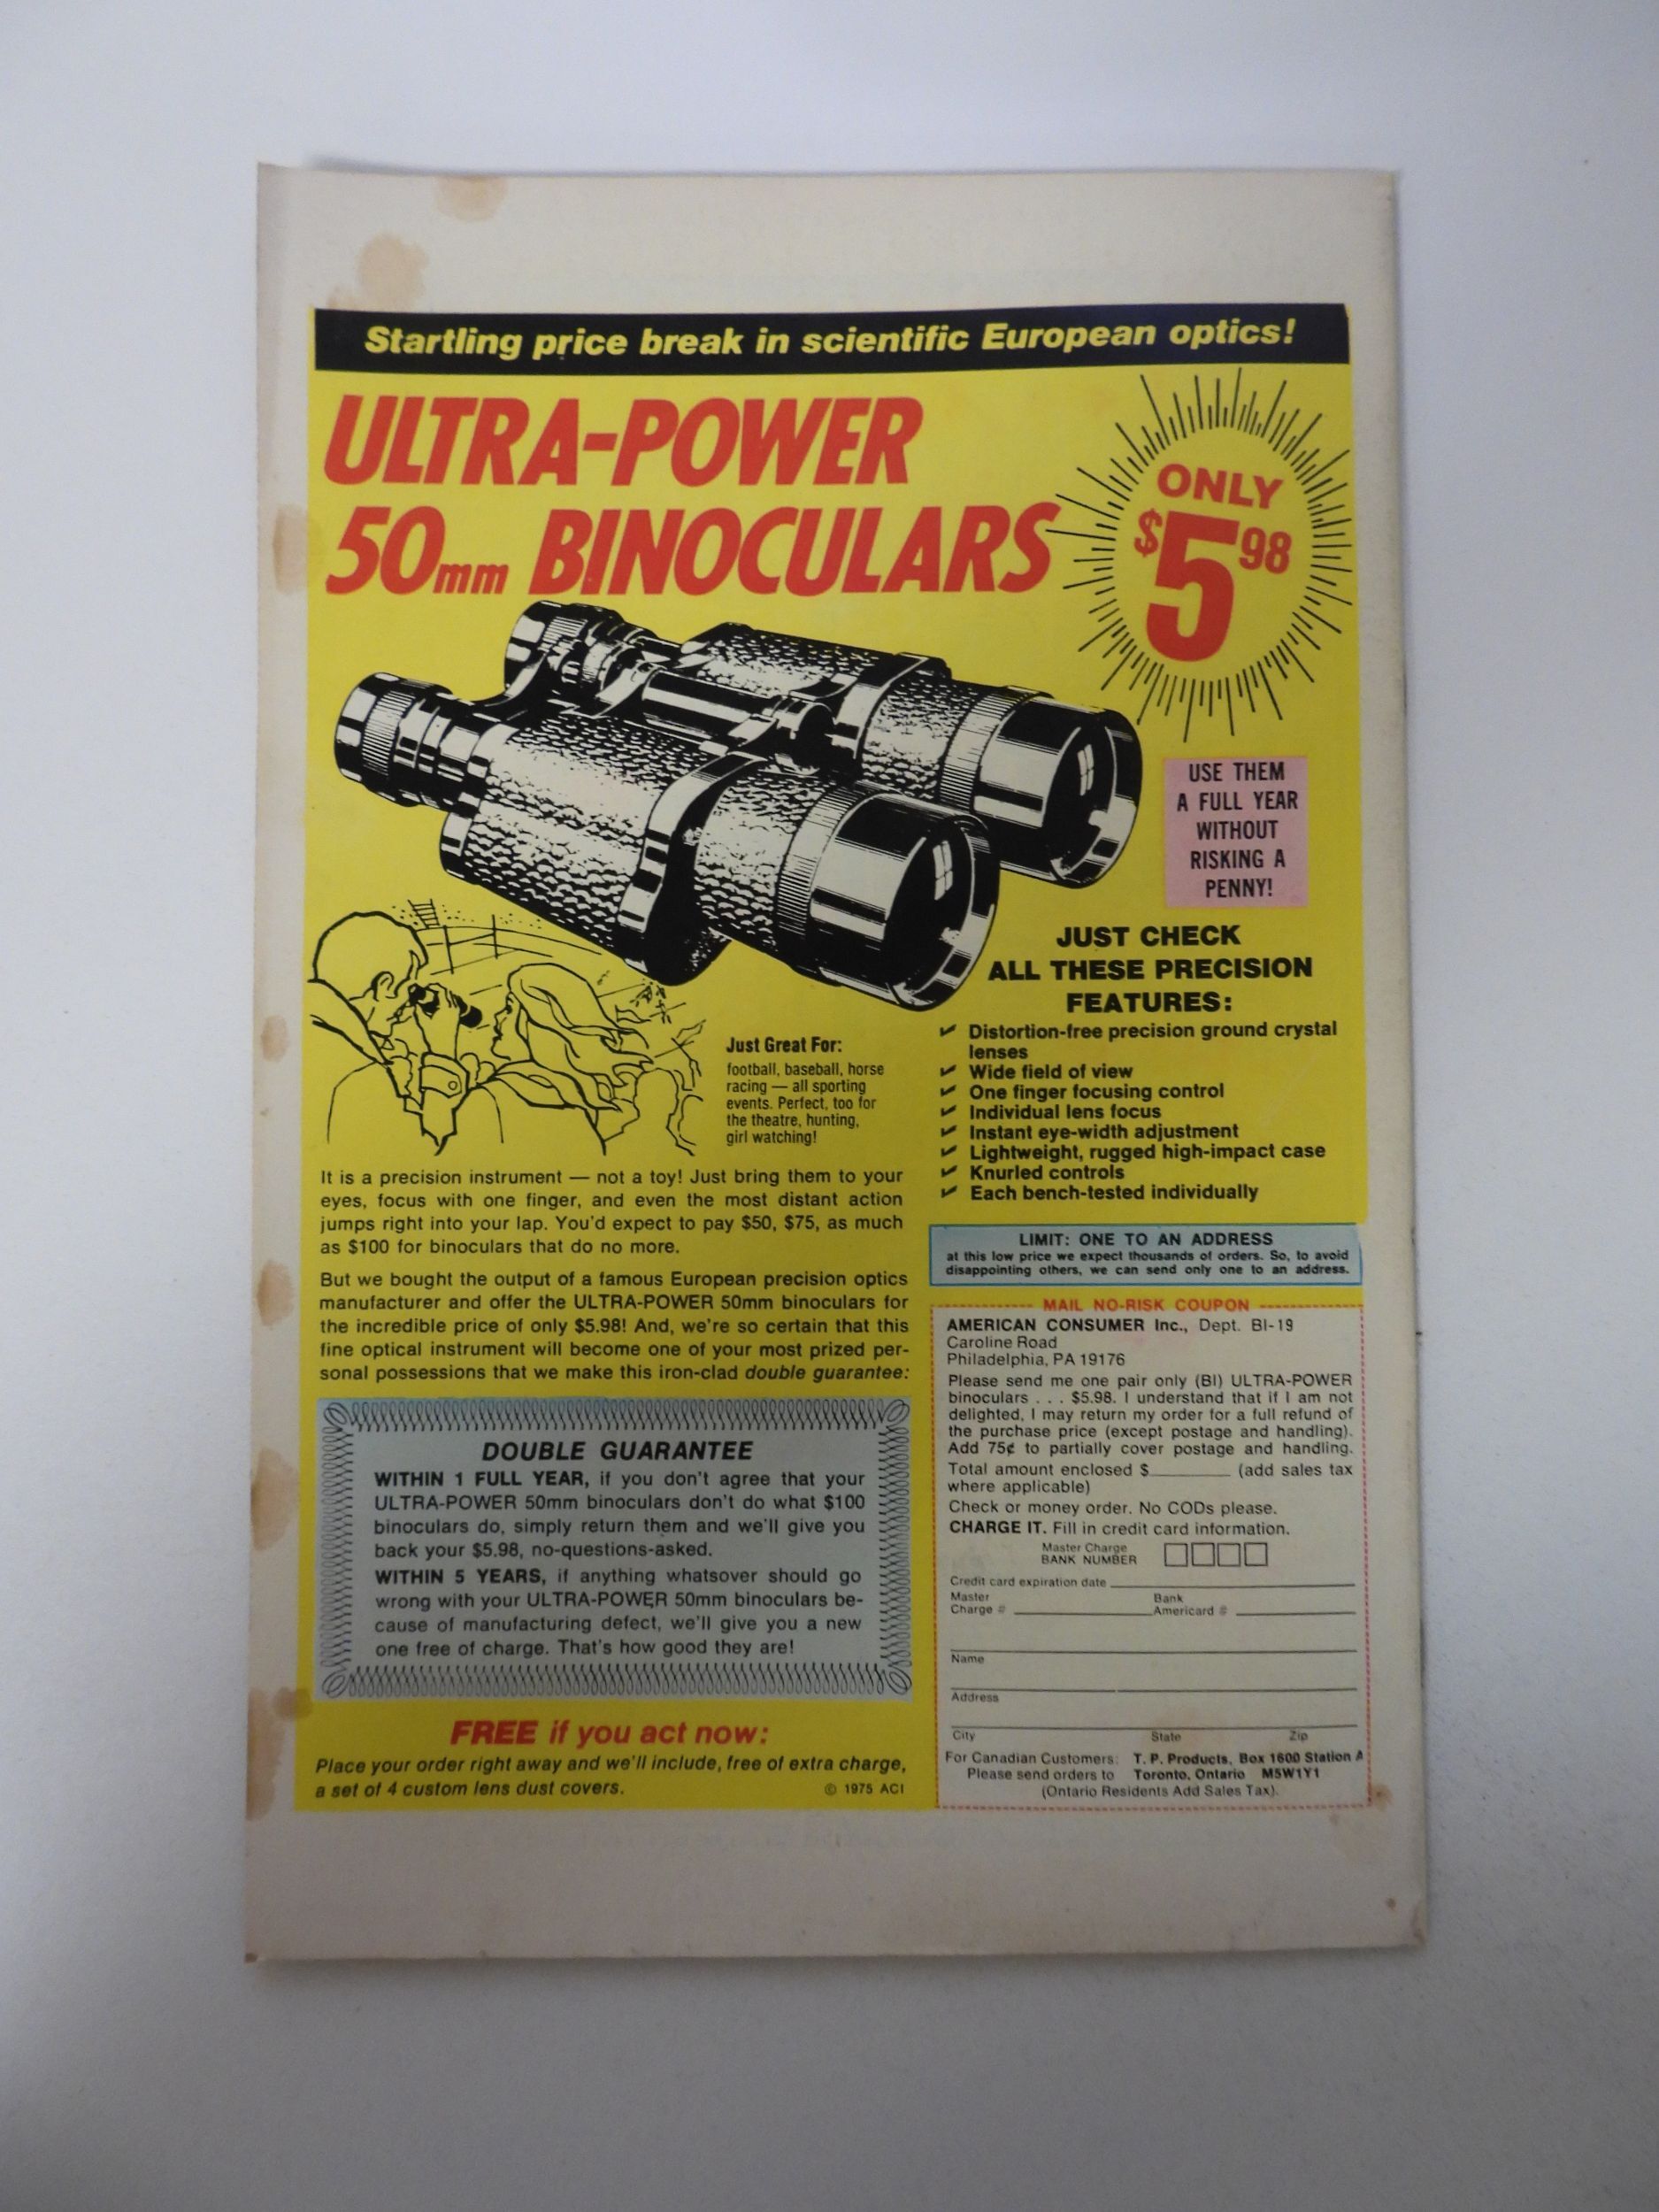 Startling price break in scientific European optics!
ULTRA-POWER
50mm BINOCULARS
ONLY
$5.98
USE THEM
A FULL YEAR
WITHOUT
RISKING A
PENNY!
JUST CHECK
ALL THESE PRECISION
FEATURES:
✔ Distortion-free precision ground crystal
lenses
✔ Wide field of view
✔ One finger focusing control
✔ Individual lens focus
✔ Instant eye-width adjustment
✔ Lightweight, rugged high-impact case
✔ Knurled controls
✔ Each bench-tested individually
Just Great For:
football, baseball, horse
racing — all sporting
events. Perfect, too for
the theatre, hunting,
girl watching!
It is a precision instrument — not a toy! Just bring them to your
eyes, focus with one finger, and even the most distant action
jumps right into your lap. You'd expect to pay $50, $75, as much
as $100 for binoculars that do no more.
But we bought the output of a famous European precision optics
manufacturer and offer the ULTRA-POWER 50mm binoculars for
the incredible price of only $5.98! And, we're so certain that this
fine optical instrument will become one of your most prized per-
sonal possessions that we make this iron-clad double guarantee:
DOUBLE GUARANTEE
WITHIN 1 FULL YEAR, if you don't agree that your
ULTRA-POWER 50mm binoculars don't do what $100
binoculars do, simply return them and we'll give you
back your $5.98, no-questions-asked.
WITHIN 5 YEARS, if anything whatsover should go
wrong with your ULTRA-POWER 50mm binoculars be-
cause of manufacturing defect, we'll give you a new
one free of charge. That's how good they are!
FREE if you act now:
Place your order right away and we'll include, free of extra charge,
a set of 4 custom lens dust covers.
© 1975 ACI
LIMIT: ONE TO AN ADDRESS
at this low price we expect thousands of orders. So, to avoid
disappointing others, we can send only one to an address.
MAIL NO-RISK COUPON
AMERICAN CONSUMER Inc., Dept. BI-19
Caroline Road
Philadelphia, PA 19176
Please send me one pair only (BI) ULTRA-POWER
binoculars . . . $5.98. I understand that if I am not
delighted, I may return my order for a full refund of
the purchase price (except postage and handling).
Add 75¢ to partially cover postage and handling.
Total amount enclosed $________ (add sales tax
where applicable)
Check or money order. No CODs please.
CHARGE IT. Fill in credit card information.
Master Charge
BANK NUMBER
Credit card expiration date
Master Bank
Charge # Americard #
Name
Address
City State Zip
For Canadian Customers: T. P. Products, Box 1600 Station A
Please send orders to Toronto, Ontario M5W1Y1
(Ontario Residents Add Sales Tax).